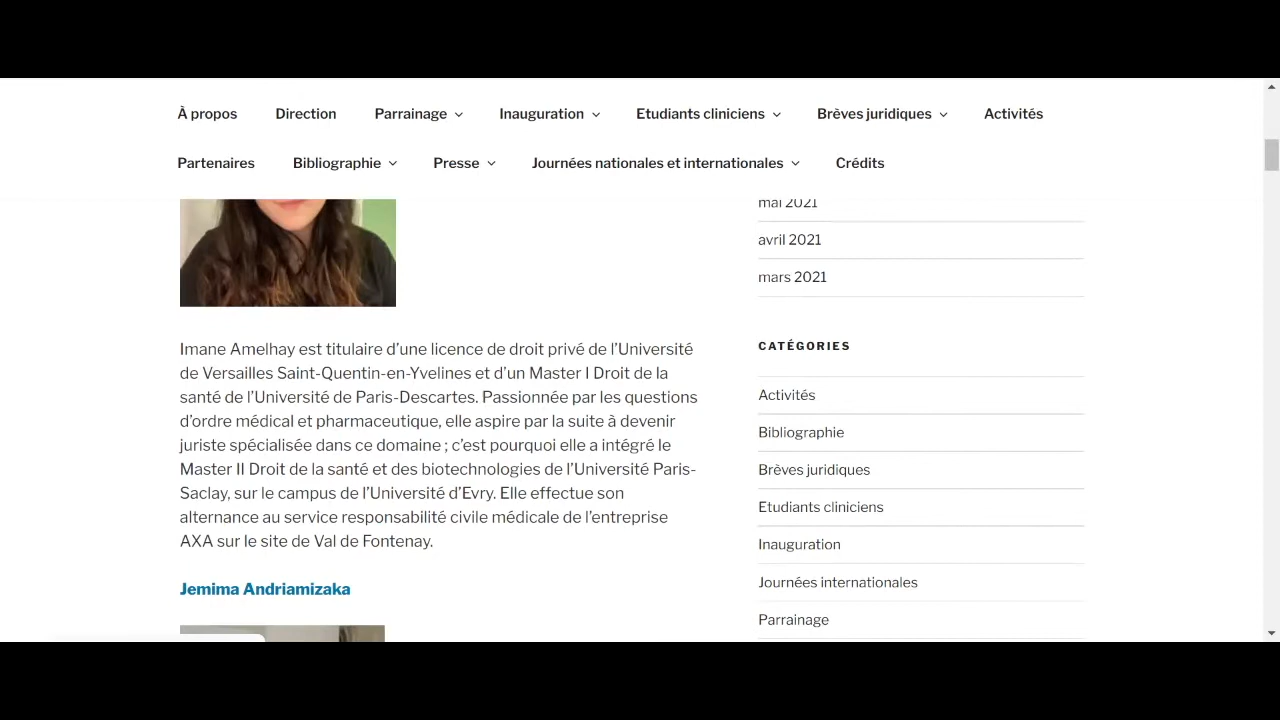 À propos
Direction
Parrainage
Inauguration
Etudiants cliniciens
Brèves juridiques
Activités
Partenaires
Bibliographie
Presse
Journées nationales et internationales
Crédits
Imane Amelhay est titulaire d’une licence de droit privé de l’Université
de Versailles Saint-Quentin-en-Yvelines et d’un Master I Droit de la
santé de l’Université de Paris-Descartes. Passionnée par les questions
d’ordre médical et pharmaceutique, elle aspire par la suite à devenir
juriste spécialisée dans ce domaine ; c’est pourquoi elle a intégré le
Master II Droit de la santé et des biotechnologies de l’Université Paris-
Saclay, sur le campus de l’Université d’Evry. Elle effectue son
alternance au service responsabilité civile médicale de l’entreprise
AXA sur le site de Val de Fontenay.
Jemima Andriamizaka
mai 2021
avril 2021
mars 2021
CATÉGORIES
Activités
Bibliographie
Brèves juridiques
Etudiants cliniciens
Inauguration
Journées internationales
Parrainage